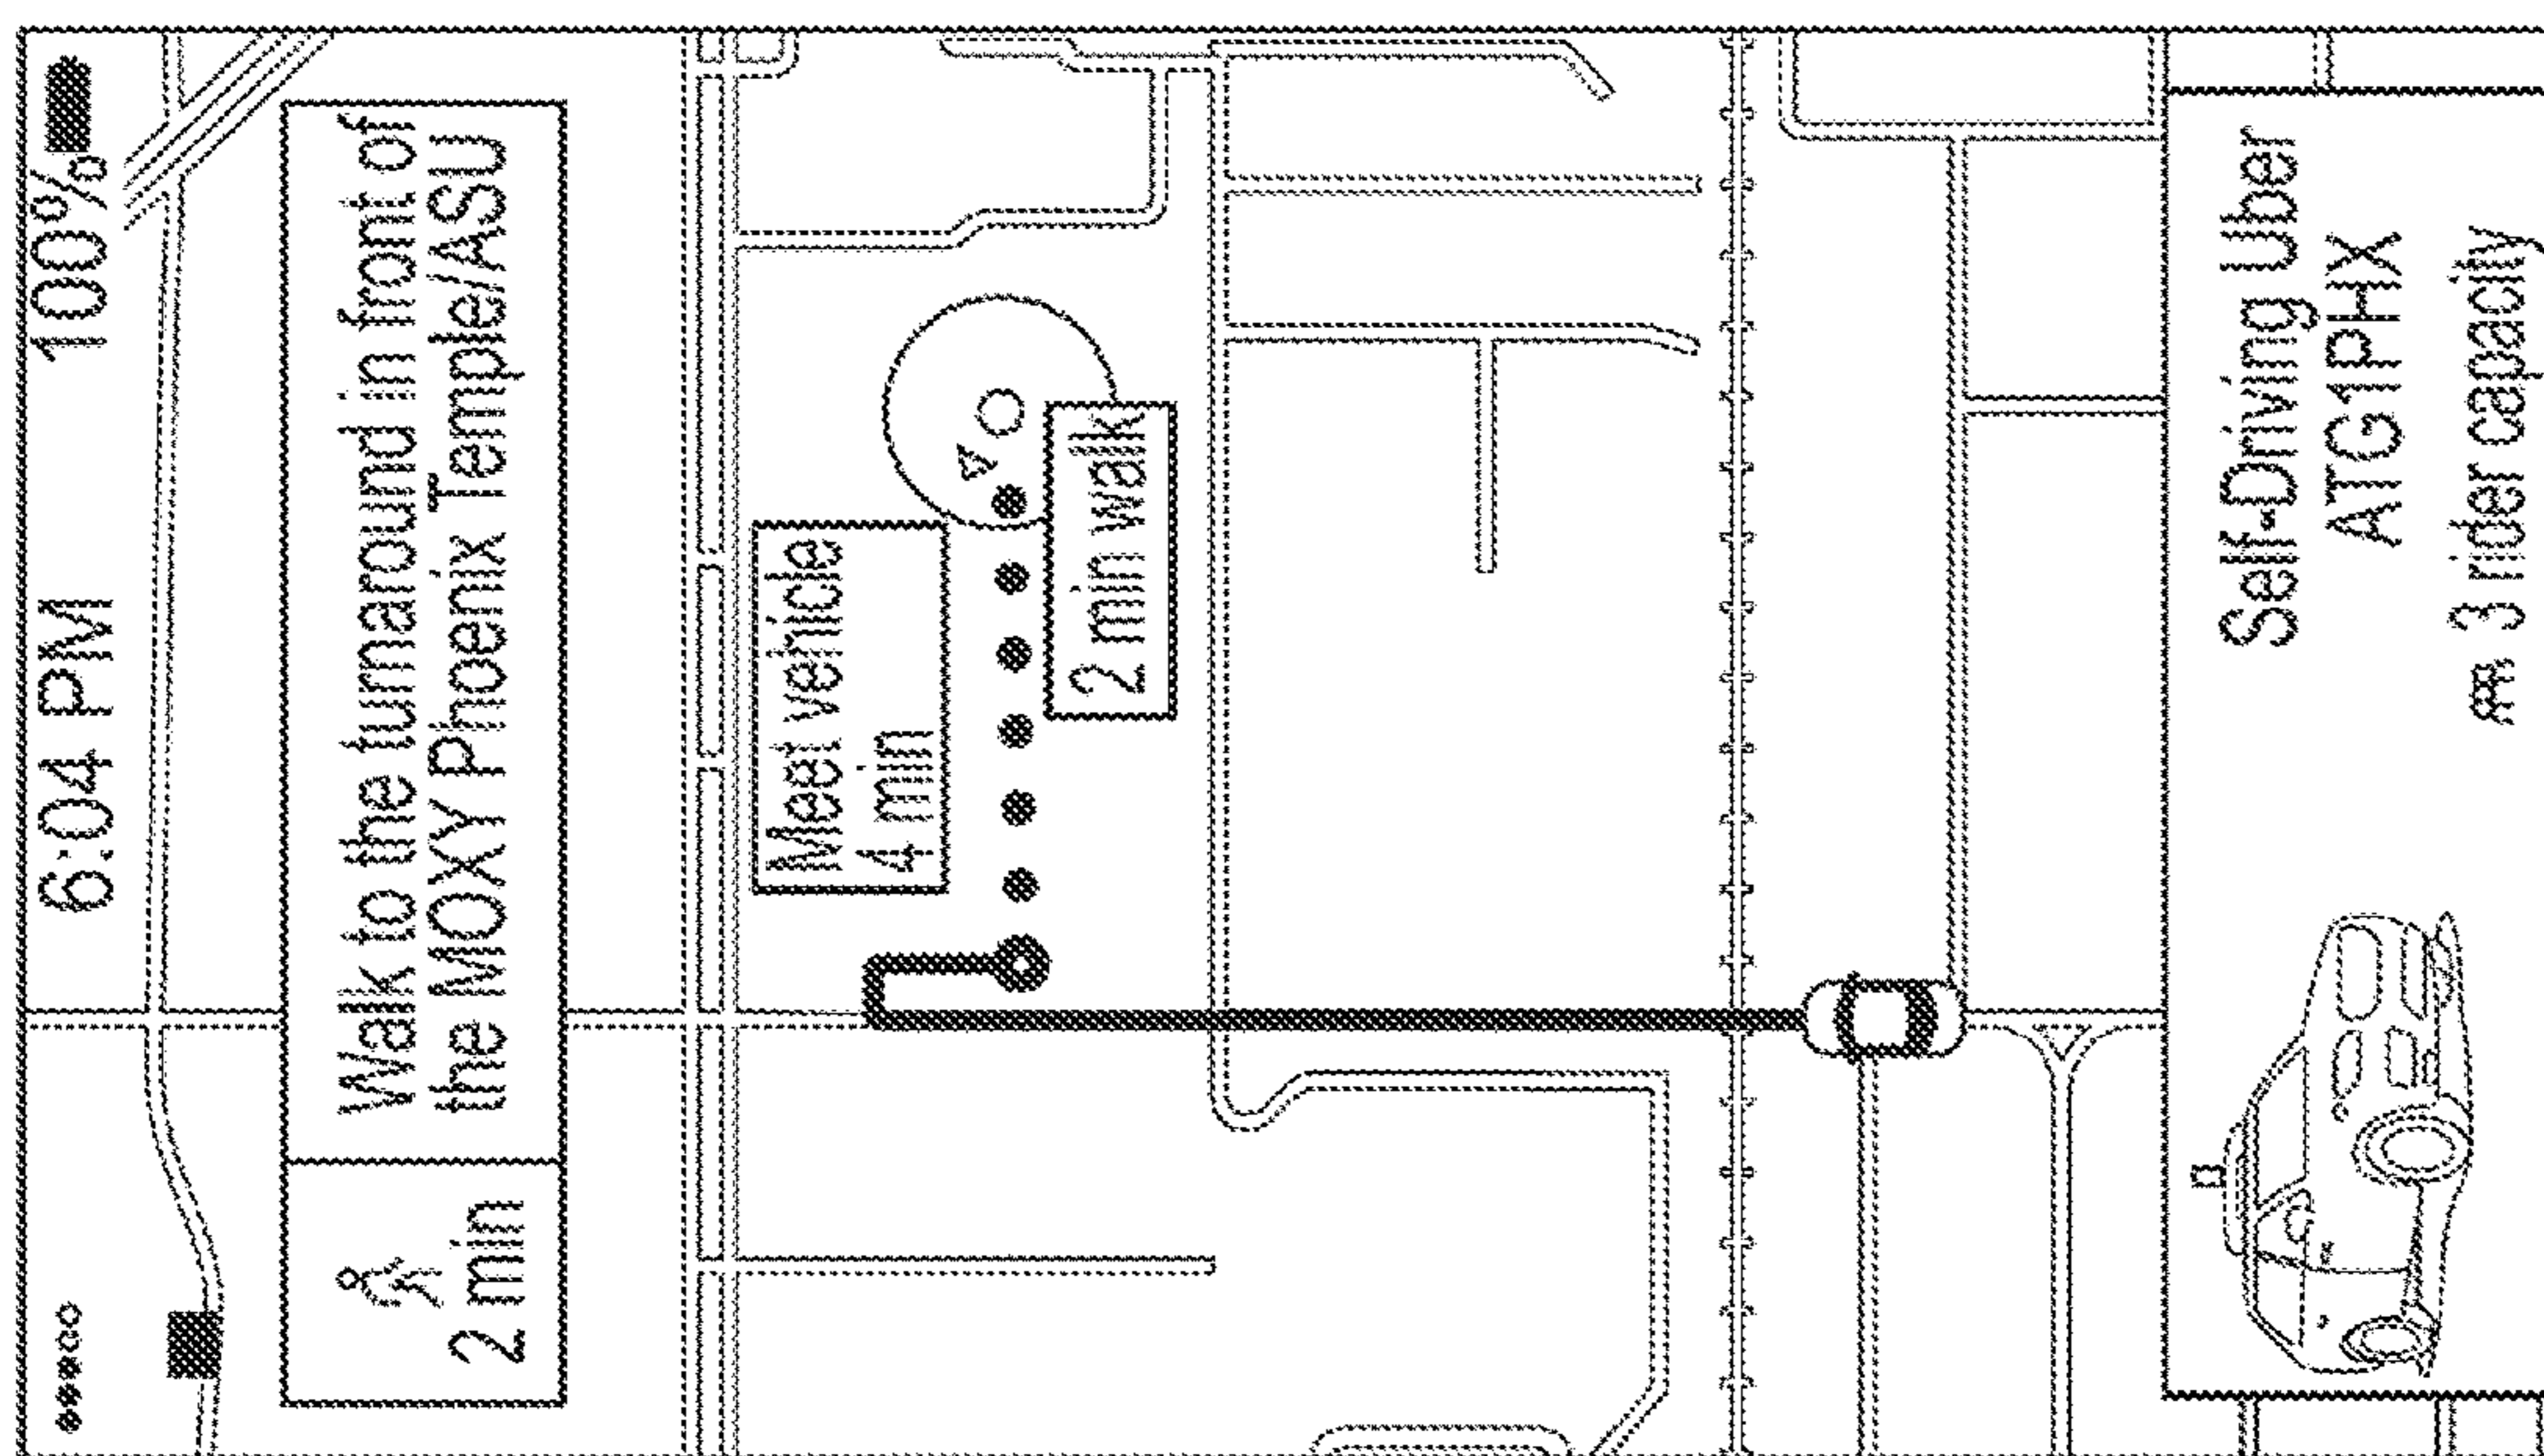 6:04 PM
100%
2 min
Walk to the turnaround in front of
the MOXY Phoenix Temple/ASU
Meet vehicle
4 min
2 min walk
Self-Driving Uber
ATG1PHX
3 rider capacity